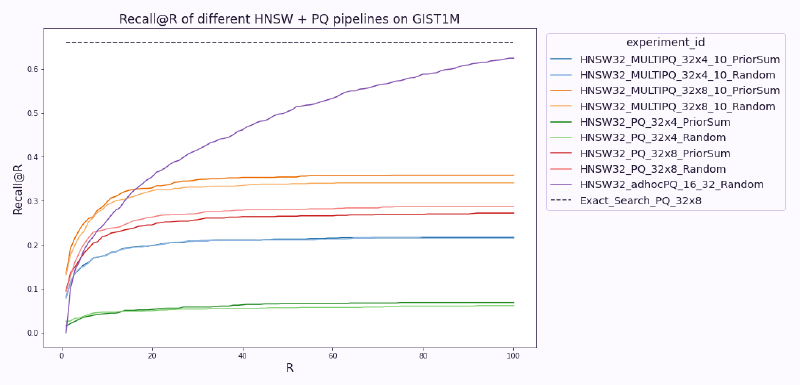 Recall@R of different HNSW + PQ pipelines on GIST1M
Recall@R
0.6
0.5
0.4
0.3
0.2
0.1
0.0
0
20
40
60
80
100
R
experiment_id
HNSW32_MULTIPQ_32x4_10_PriorSum
HNSW32_MULTIPQ_32x4_10_Random
HNSW32_MULTIPQ_32x8_10_PriorSum
HNSW32_MULTIPQ_32x8_10_Random
HNSW32_PQ_32x4_PriorSum
HNSW32_PQ_32x4_Random
HNSW32_PQ_32x8_PriorSum
HNSW32_PQ_32x8_Random
HNSW32_adhocPQ_16_32_Random
Exact_Search_PQ_32x8